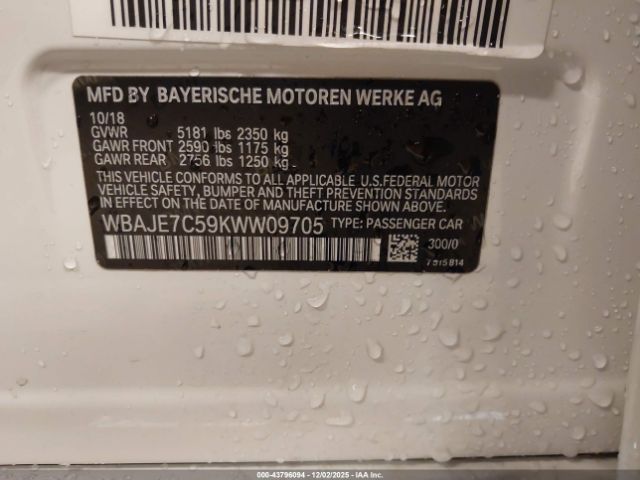 MFD BY BAYERISCHE MOTOREN WERKE AG
10/18
GVWR 5181 lbs 2350 kg
GAWR FRONT 2590 lbs 1175 kg
GAWR REAR 2756 lbs 1250 kg
THIS VEHICLE CONFORMS TO ALL APPLICABLE U.S.FEDERAL MOTOR
VEHICLE SAFETY, BUMPER AND THEFT PREVENTION STANDARDS
IN EFFECT ON THE DATE OF MANUFACTURE SHOWN ABOVE.
WBAJE7C59KWW09705 TYPE: PASSENGER CAR
300/0
7 315 814
000-43796094 - 12/02/2025 - IAA Inc.